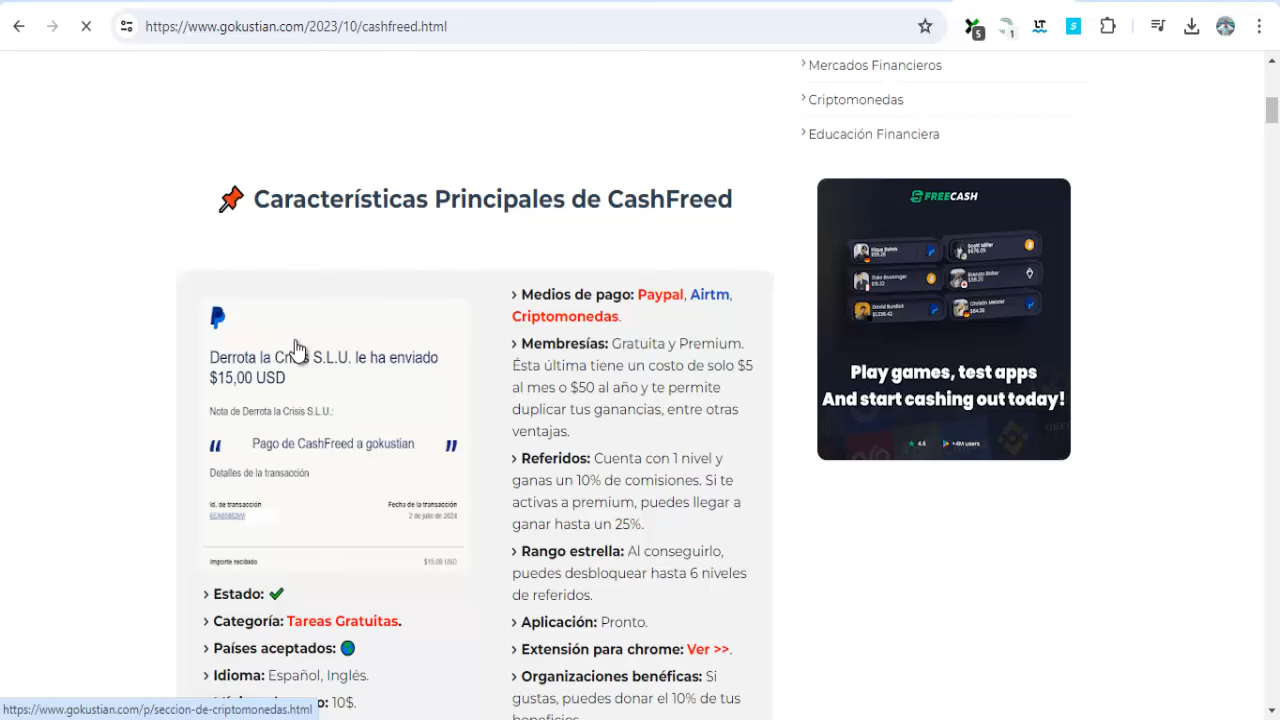 https://www.gokustian.com/2023/10/cashfreed.html
5
1
LT
S
Mercados Financieros
Criptomonedas
Educación Financiera
Características Principales de CashFreed
Derrota la Crisis S.L.U. le ha enviado
$15,00 USD
Nota de Derrota la Crisis S.L.U.:
Pago de CashFreed a gokustian
Detalles de la transacción
Id. de transacción
Fecha de la transacción
2 de julio de 2024
Importe recibido
$15,00 USD
› Estado: ✔
› Categoría: Tareas Gratuitas.
› Países aceptados:
› Idioma: Español, Inglés.
o: 10$.
› Medios de pago: Paypal, Airtm,
Criptomonedas.
› Membresías: Gratuita y Premium.
Ésta última tiene un costo de solo $5
al mes o $50 al año y te permite
duplicar tus ganancias, entre otras
ventajas.
› Referidos: Cuenta con 1 nivel y
ganas un 10% de comisiones. Si te
activas a premium, puedes llegar a
ganar hasta un 25%.
› Rango estrella: Al conseguirlo,
puedes desbloquear hasta 6 niveles
de referidos.
› Aplicación: Pronto.
› Extensión para chrome: Ver >>.
› Organizaciones benéficas: Si
gustas, puedes donar el 10% de tus
beneficios
FREECASH
Play games, test apps
And start cashing out today!
4.6
+4M users
https://www.gokustian.com/p/seccion-de-criptomonedas.html